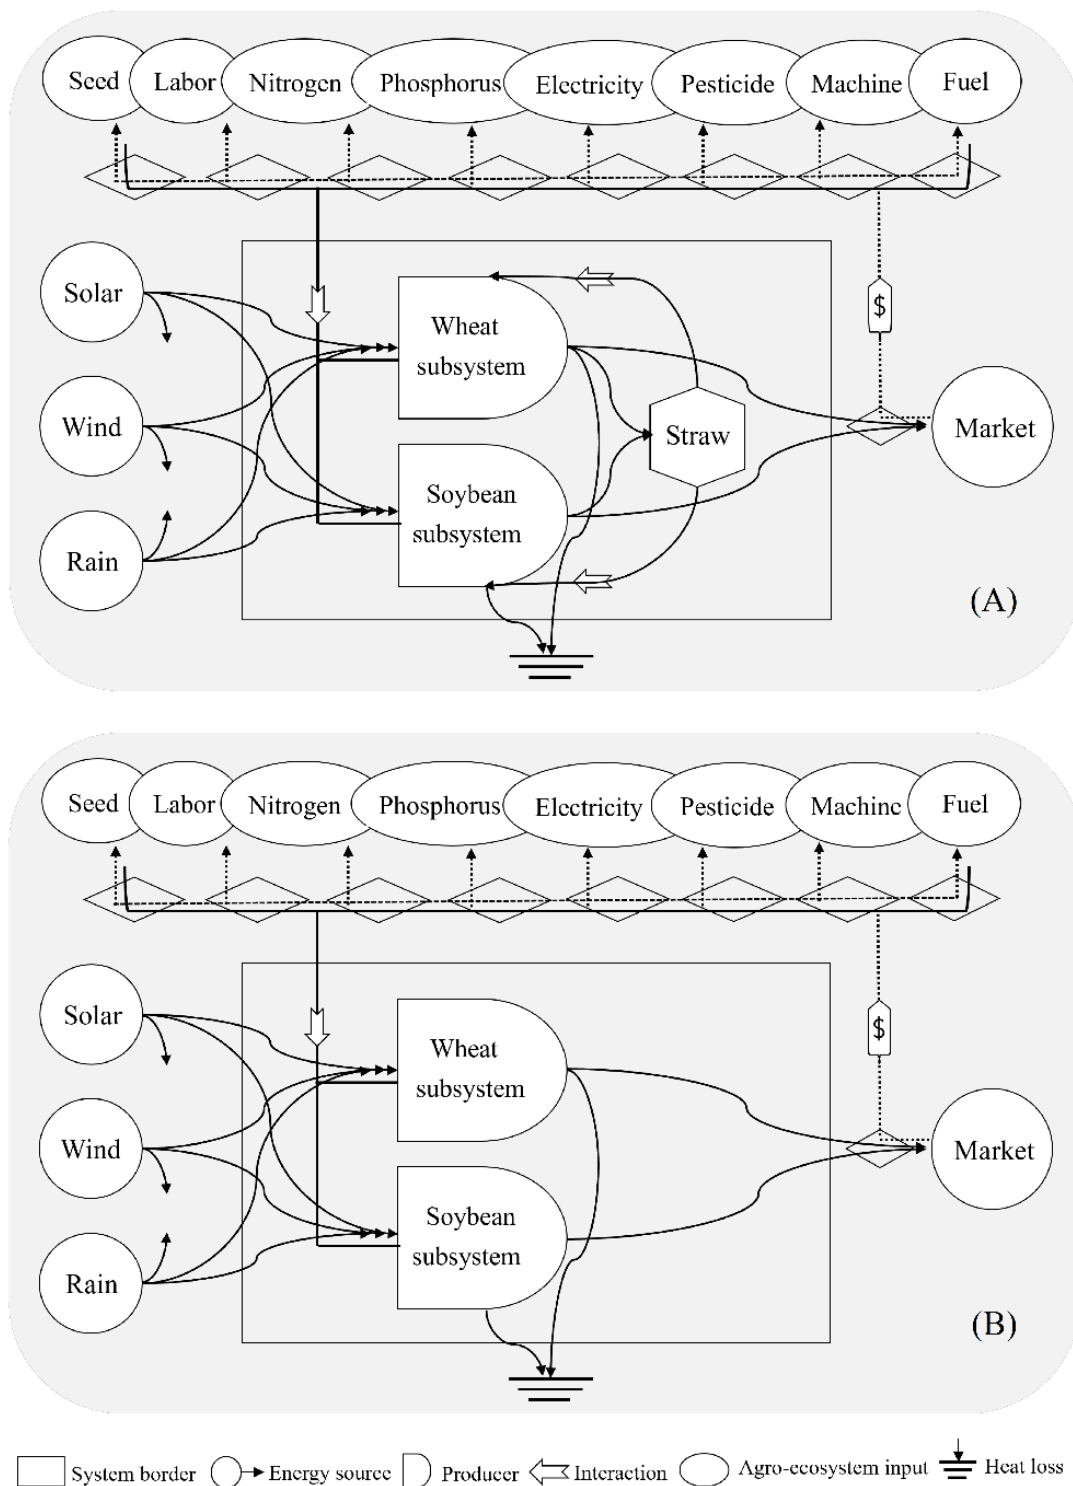 Seed Labor Nitrogen Phosphorus Electricity Pesticide Machine Fuel
Solar
$
Wheat
subsystem
Wind
Straw
Market
Soybean
subsystem
Rain
(A)
Seed Labor Nitrogen Phosphorus Electricity Pesticide Machine Fuel
Solar
$
Wheat
subsystem
Wind
Market
Soybean
subsystem
Rain
(B)
System border Energy source Producer Interaction Agro-ecosystem input Heat loss